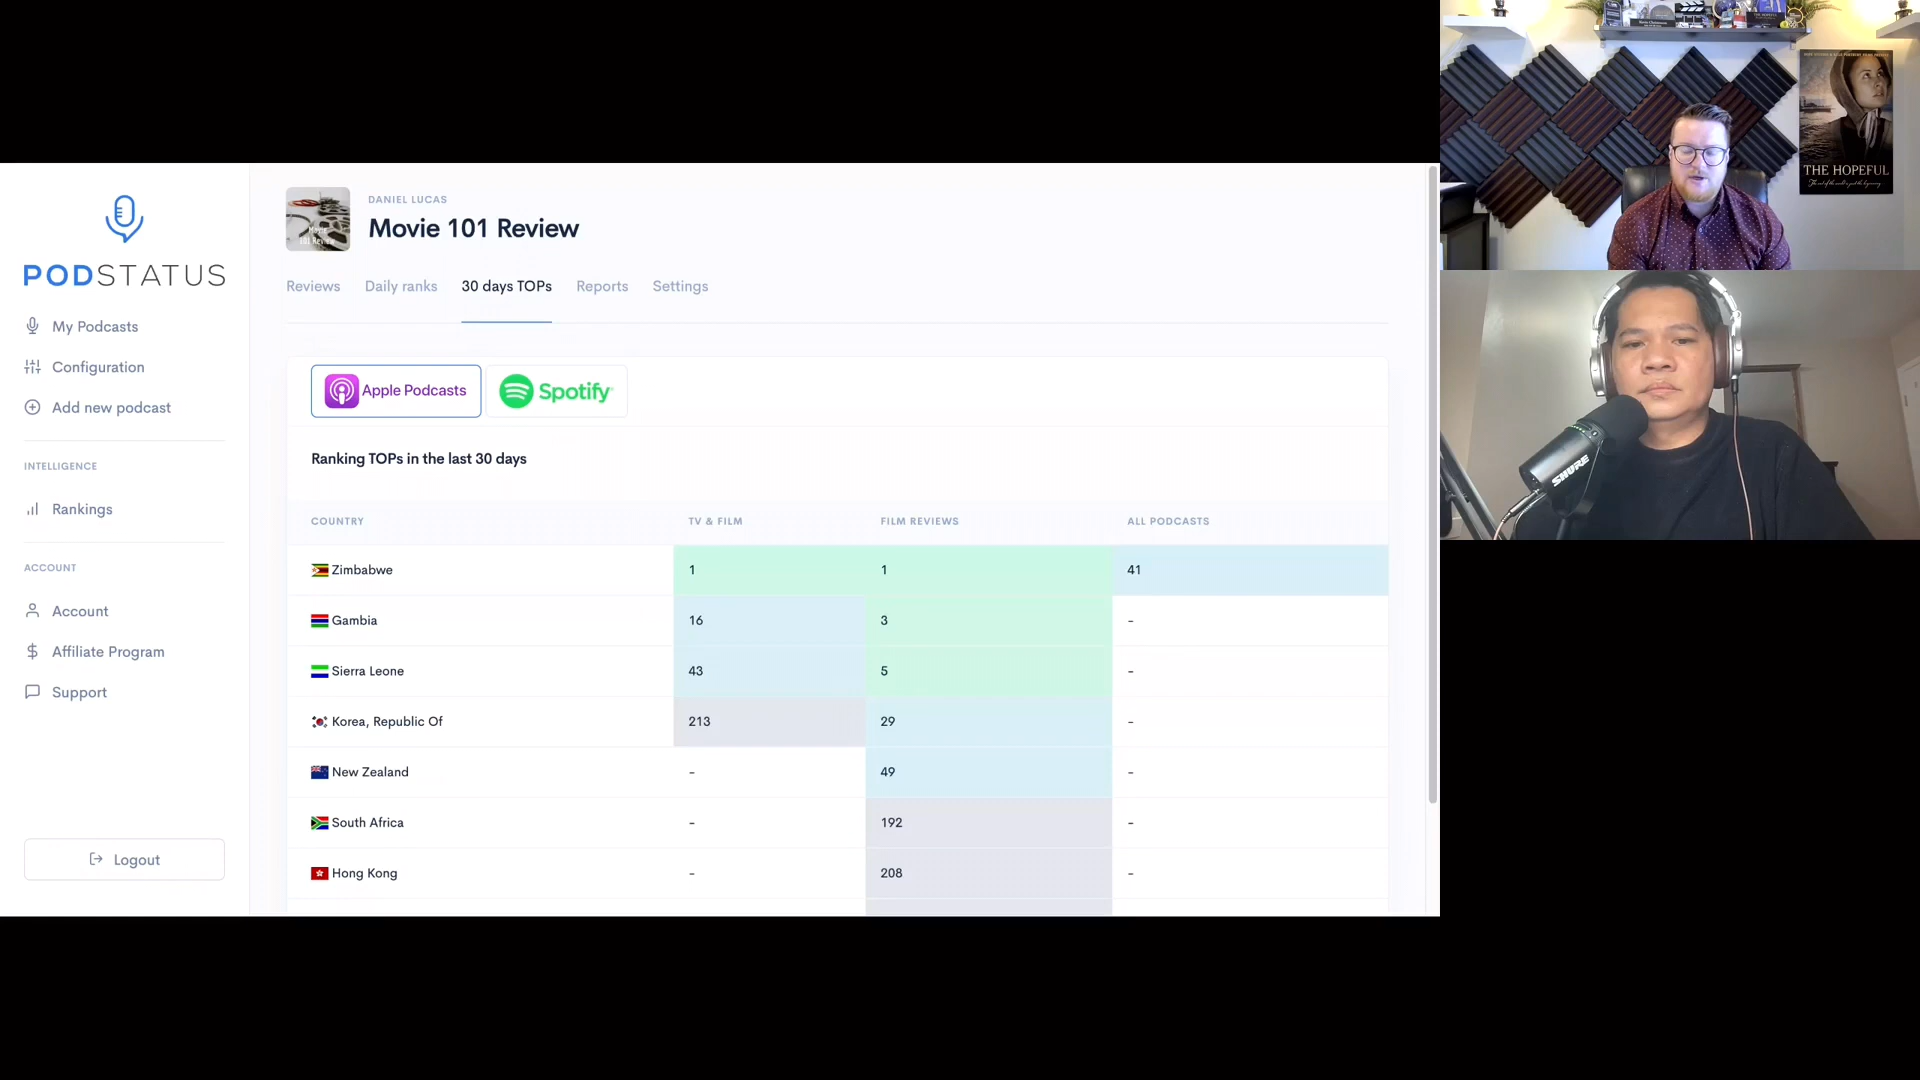 PODSTATUS
My Podcasts
Configuration
Add new podcast
INTELLIGENCE
Rankings
ACCOUNT
Account
Affiliate Program
Support
Logout
DANIEL LUCAS
Movie 101 Review
Movie
101 Review
Reviews
Daily ranks
30 days TOPs
Reports
Settings
Apple Podcasts
Spotify
Ranking TOPs in the last 30 days
COUNTRY TV & FILM FILM REVIEWS ALL PODCASTS
Zimbabwe 1 1 41
Gambia 16 3 -
Sierra Leone 43 5 -
Korea, Republic Of 213 29 -
New Zealand - 49 -
South Africa - 192 -
Hong Kong - 208 -
THE HOPEFUL
SHURE